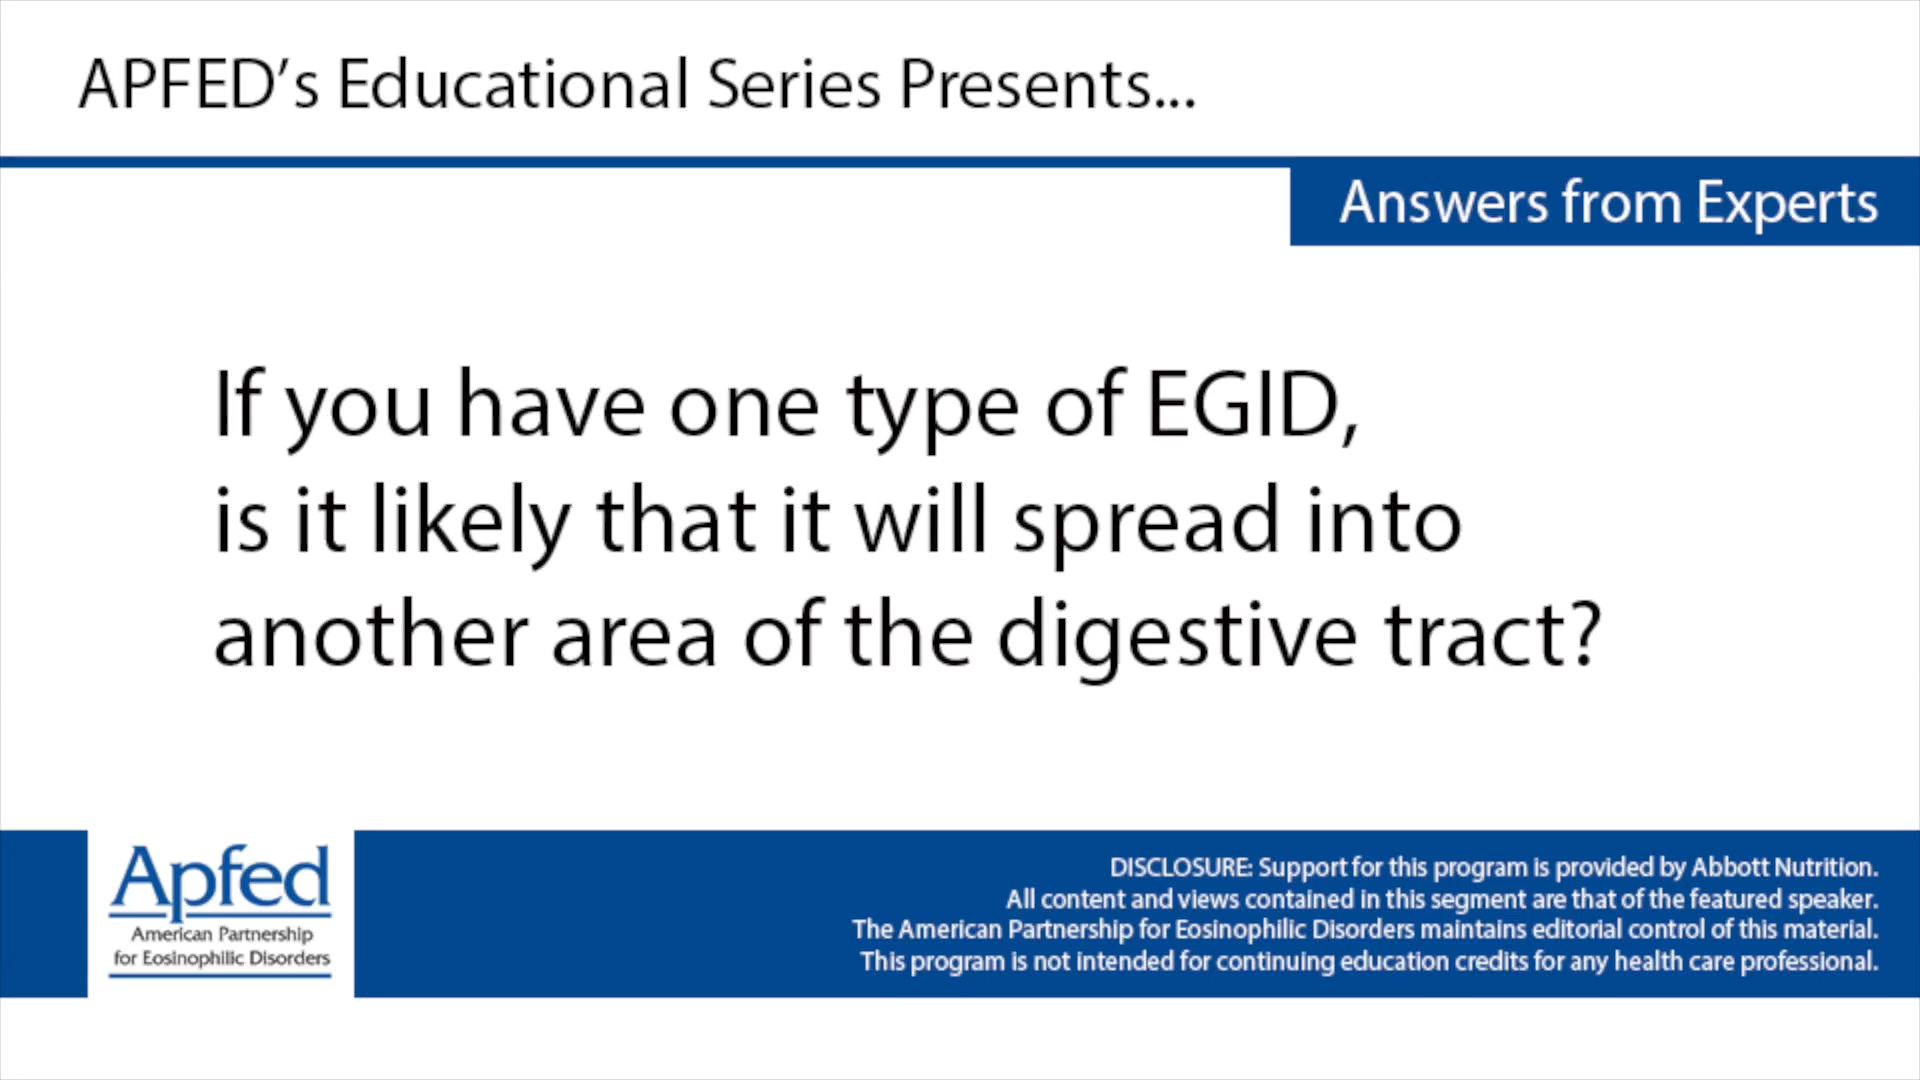 APFED’s Educational Series Presents...
Answers from Experts
If you have one type of EGID,
is it likely that it will spread into
another area of the digestive tract?
Apfed
American Partnership
for Eosinophilic Disorders
DISCLOSURE: Support for this program is provided by Abbott Nutrition.
All content and views contained in this segment are that of the featured speaker.
The American Partnership for Eosinophilic Disorders maintains editorial control of this material.
This program is not intended for continuing education credits for any health care professional.